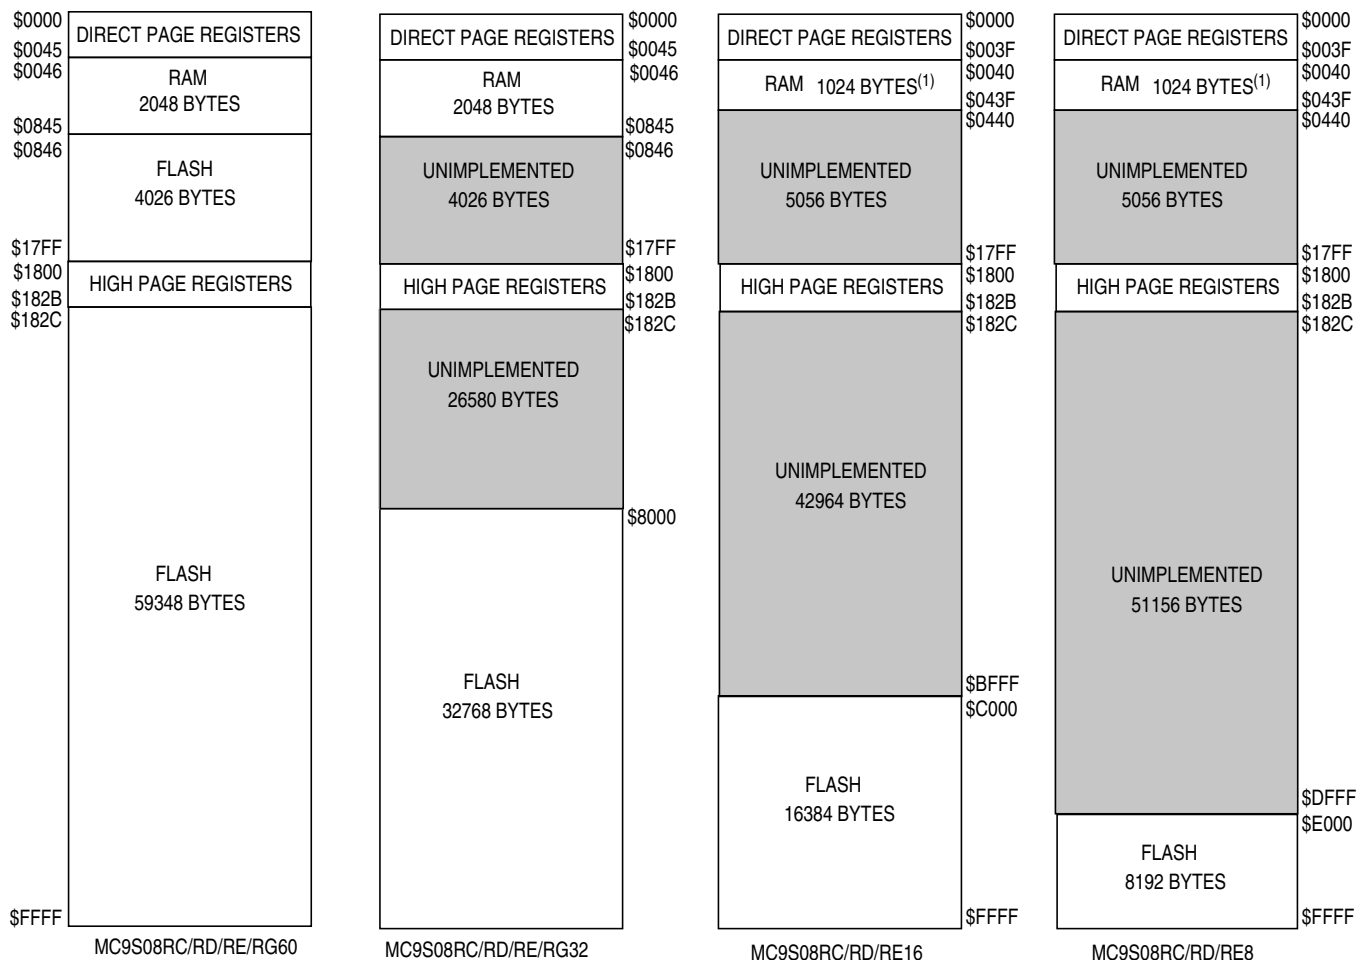 $0000
DIRECT PAGE REGISTERS
$0045
$0046
RAM
2048 BYTES
$0845
$0846
FLASH
4026 BYTES
$17FF
$1800
HIGH PAGE REGISTERS
$182B
$182C
FLASH
59348 BYTES
$FFFF
MC9S08RC/RD/RE/RG60
$0000
DIRECT PAGE REGISTERS
$0045
$0046
RAM
2048 BYTES
$0845
$0846
UNIMPLEMENTED
4026 BYTES
$17FF
$1800
HIGH PAGE REGISTERS
$182B
$182C
UNIMPLEMENTED
26580 BYTES
$8000
FLASH
32768 BYTES
MC9S08RC/RD/RE/RG32
$0000
DIRECT PAGE REGISTERS
$003F
$0040
RAM 1024 BYTES(1)
$043F
$0440
UNIMPLEMENTED
5056 BYTES
$17FF
$1800
HIGH PAGE REGISTERS
$182B
$182C
UNIMPLEMENTED
42964 BYTES
$BFFF
$C000
FLASH
16384 BYTES
$FFFF
MC9S08RC/RD/RE16
$0000
DIRECT PAGE REGISTERS
$003F
$0040
RAM 1024 BYTES(1)
$043F
$0440
UNIMPLEMENTED
5056 BYTES
$17FF
$1800
HIGH PAGE REGISTERS
$182B
$182C
UNIMPLEMENTED
51156 BYTES
$DFFF
$E000
FLASH
8192 BYTES
$FFFF
MC9S08RC/RD/RE8